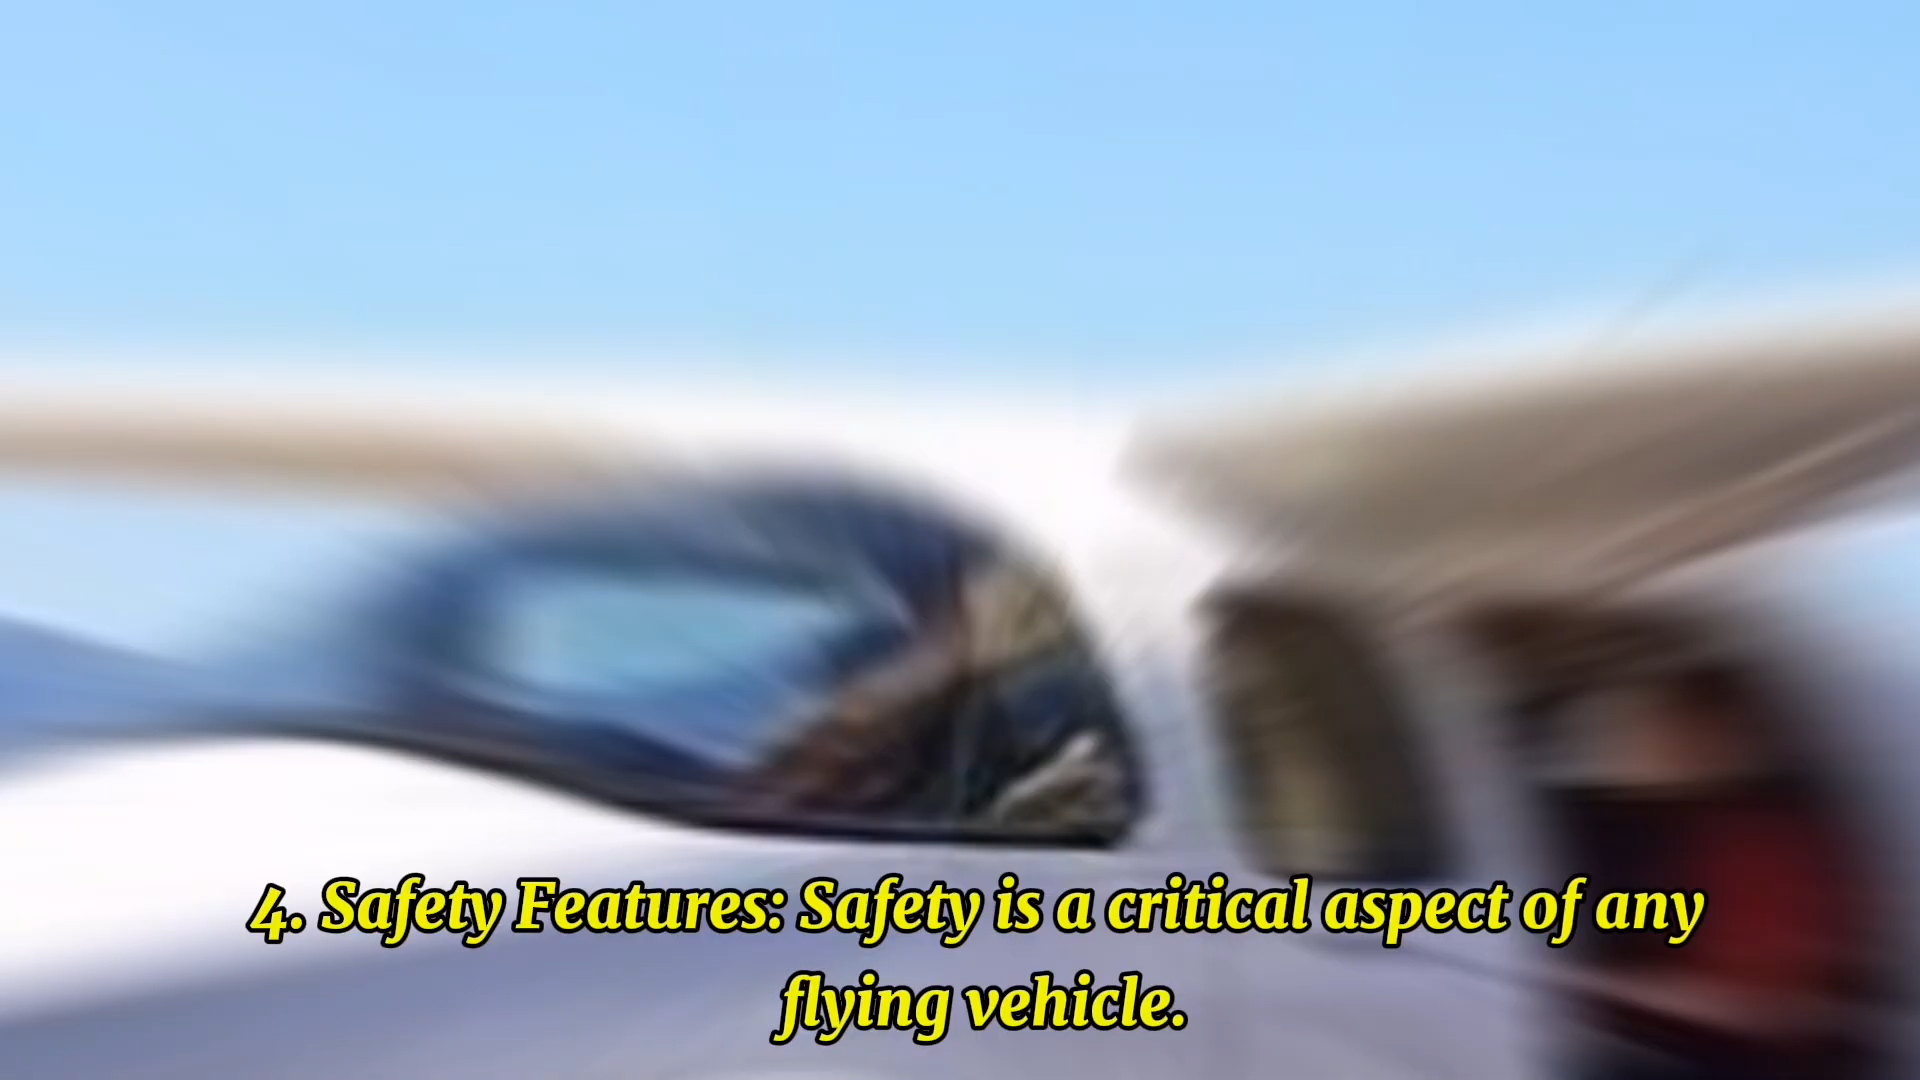 4. Safety Features: Safety is a critical aspect of any
flying vehicle.